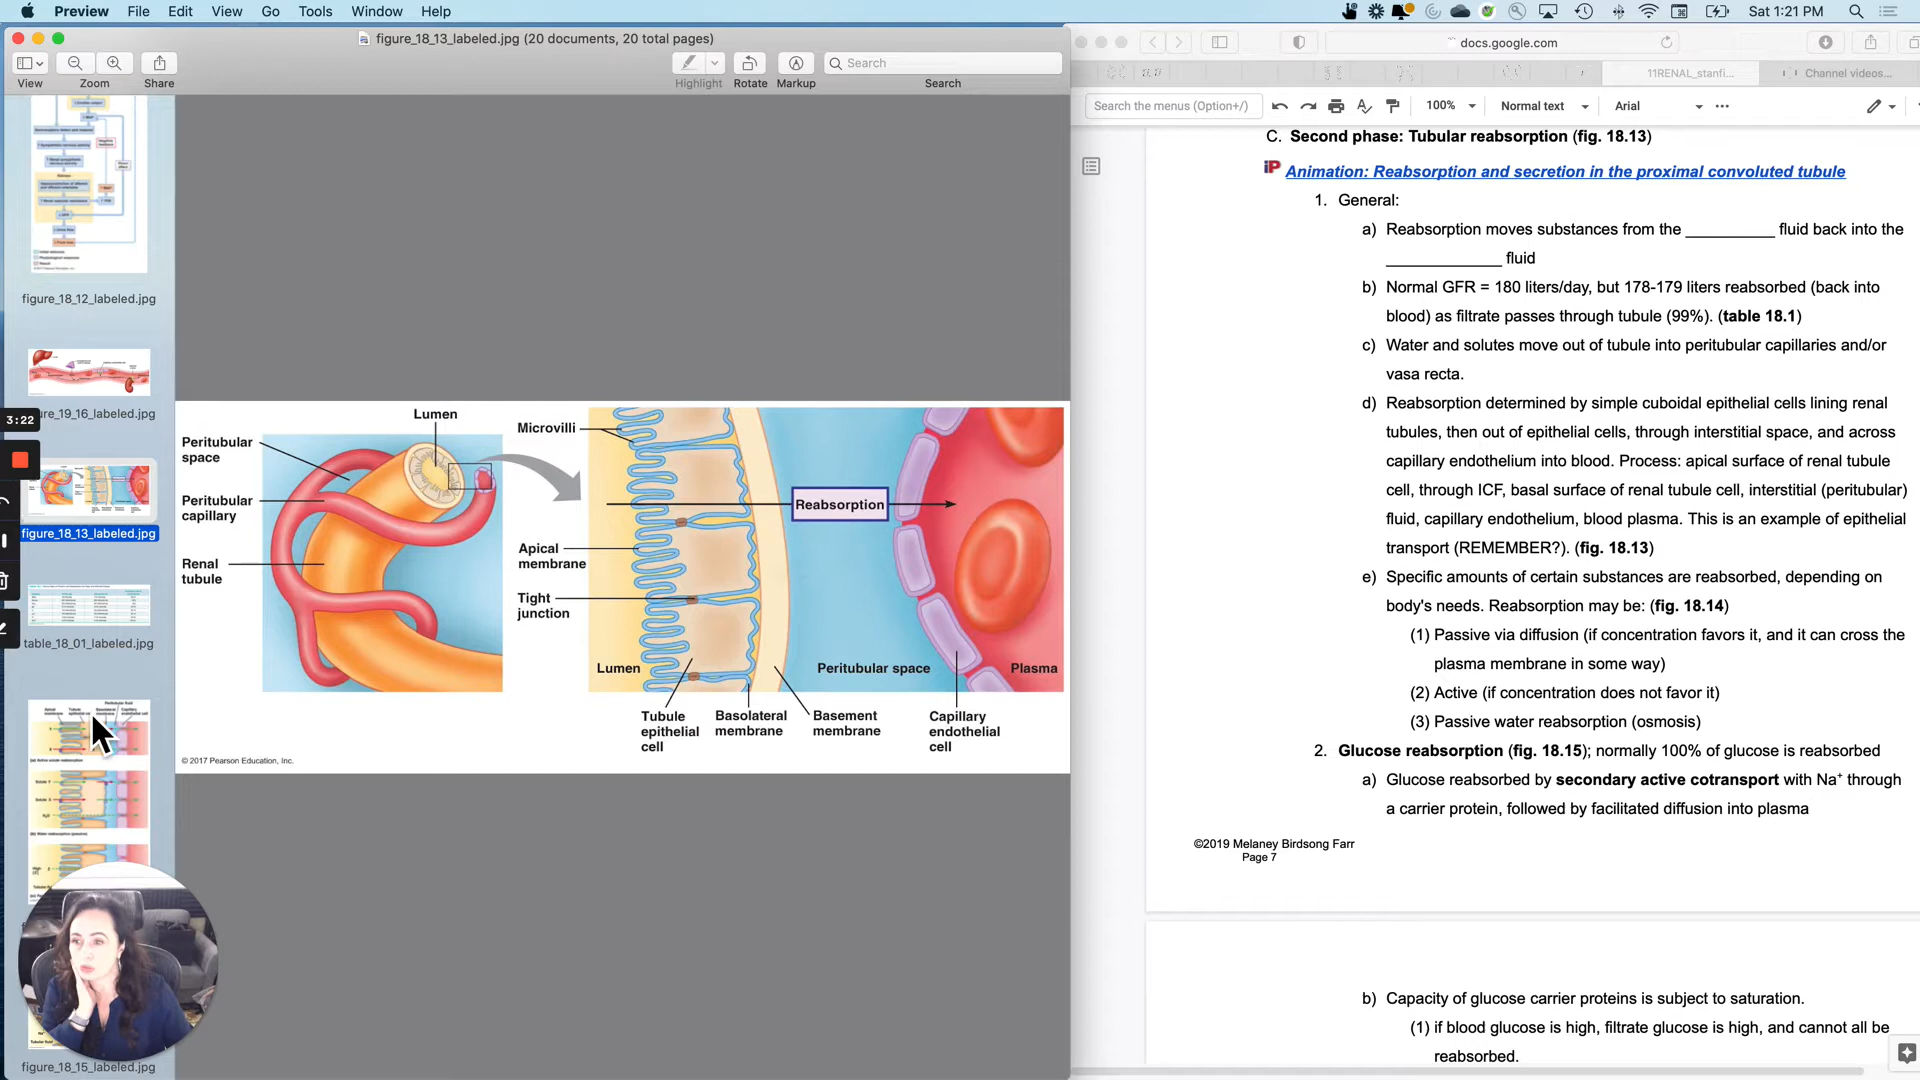 Preview File Edit View Go Tools Window Help
Sat 1:21 PM
figure_18_13_labeled.jpg (20 documents, 20 total pages)
View Zoom Share
Highlight Rotate Markup Search
Search
figure_18_12_labeled.jpg
ure_19_16_labeled.jpg
3:22
figure_18_13_labeled.jpg
table_18_01_labeled.jpg
figure_18_15_labeled.jpg
Lumen
Peritubular
space
Peritubular
capillary
Renal
tubule
Microvilli
Reabsorption
Apical
membrane
Tight
junction
Lumen
Peritubular space
Plasma
Tubule
epithelial
cell
Basolateral
membrane
Basement
membrane
Capillary
endothelial
cell
© 2017 Pearson Education, Inc.
docs.google.com
11RENAL_stanfi...
Channel videos...
Search the menus (Option+/)
100%
Normal text
Arial
C. Second phase: Tubular reabsorption (fig. 18.13)
iP Animation: Reabsorption and secretion in the proximal convoluted tubule
1. General:
a) Reabsorption moves substances from the __________ fluid back into the
_____________ fluid
b) Normal GFR = 180 liters/day, but 178-179 liters reabsorbed (back into
blood) as filtrate passes through tubule (99%). (table 18.1)
c) Water and solutes move out of tubule into peritubular capillaries and/or
vasa recta.
d) Reabsorption determined by simple cuboidal epithelial cells lining renal
tubules, then out of epithelial cells, through interstitial space, and across
capillary endothelium into blood. Process: apical surface of renal tubule
cell, through ICF, basal surface of renal tubule cell, interstitial (peritubular)
fluid, capillary endothelium, blood plasma. This is an example of epithelial
transport (REMEMBER?). (fig. 18.13)
e) Specific amounts of certain substances are reabsorbed, depending on
body's needs. Reabsorption may be: (fig. 18.14)
(1) Passive via diffusion (if concentration favors it, and it can cross the
plasma membrane in some way)
(2) Active (if concentration does not favor it)
(3) Passive water reabsorption (osmosis)
2. Glucose reabsorption (fig. 18.15); normally 100% of glucose is reabsorbed
a) Glucose reabsorbed by secondary active cotransport with Na⁺ through
a carrier protein, followed by facilitated diffusion into plasma
©2019 Melaney Birdsong Farr
Page 7
b) Capacity of glucose carrier proteins is subject to saturation.
(1) if blood glucose is high, filtrate glucose is high, and cannot all be
reabsorbed.